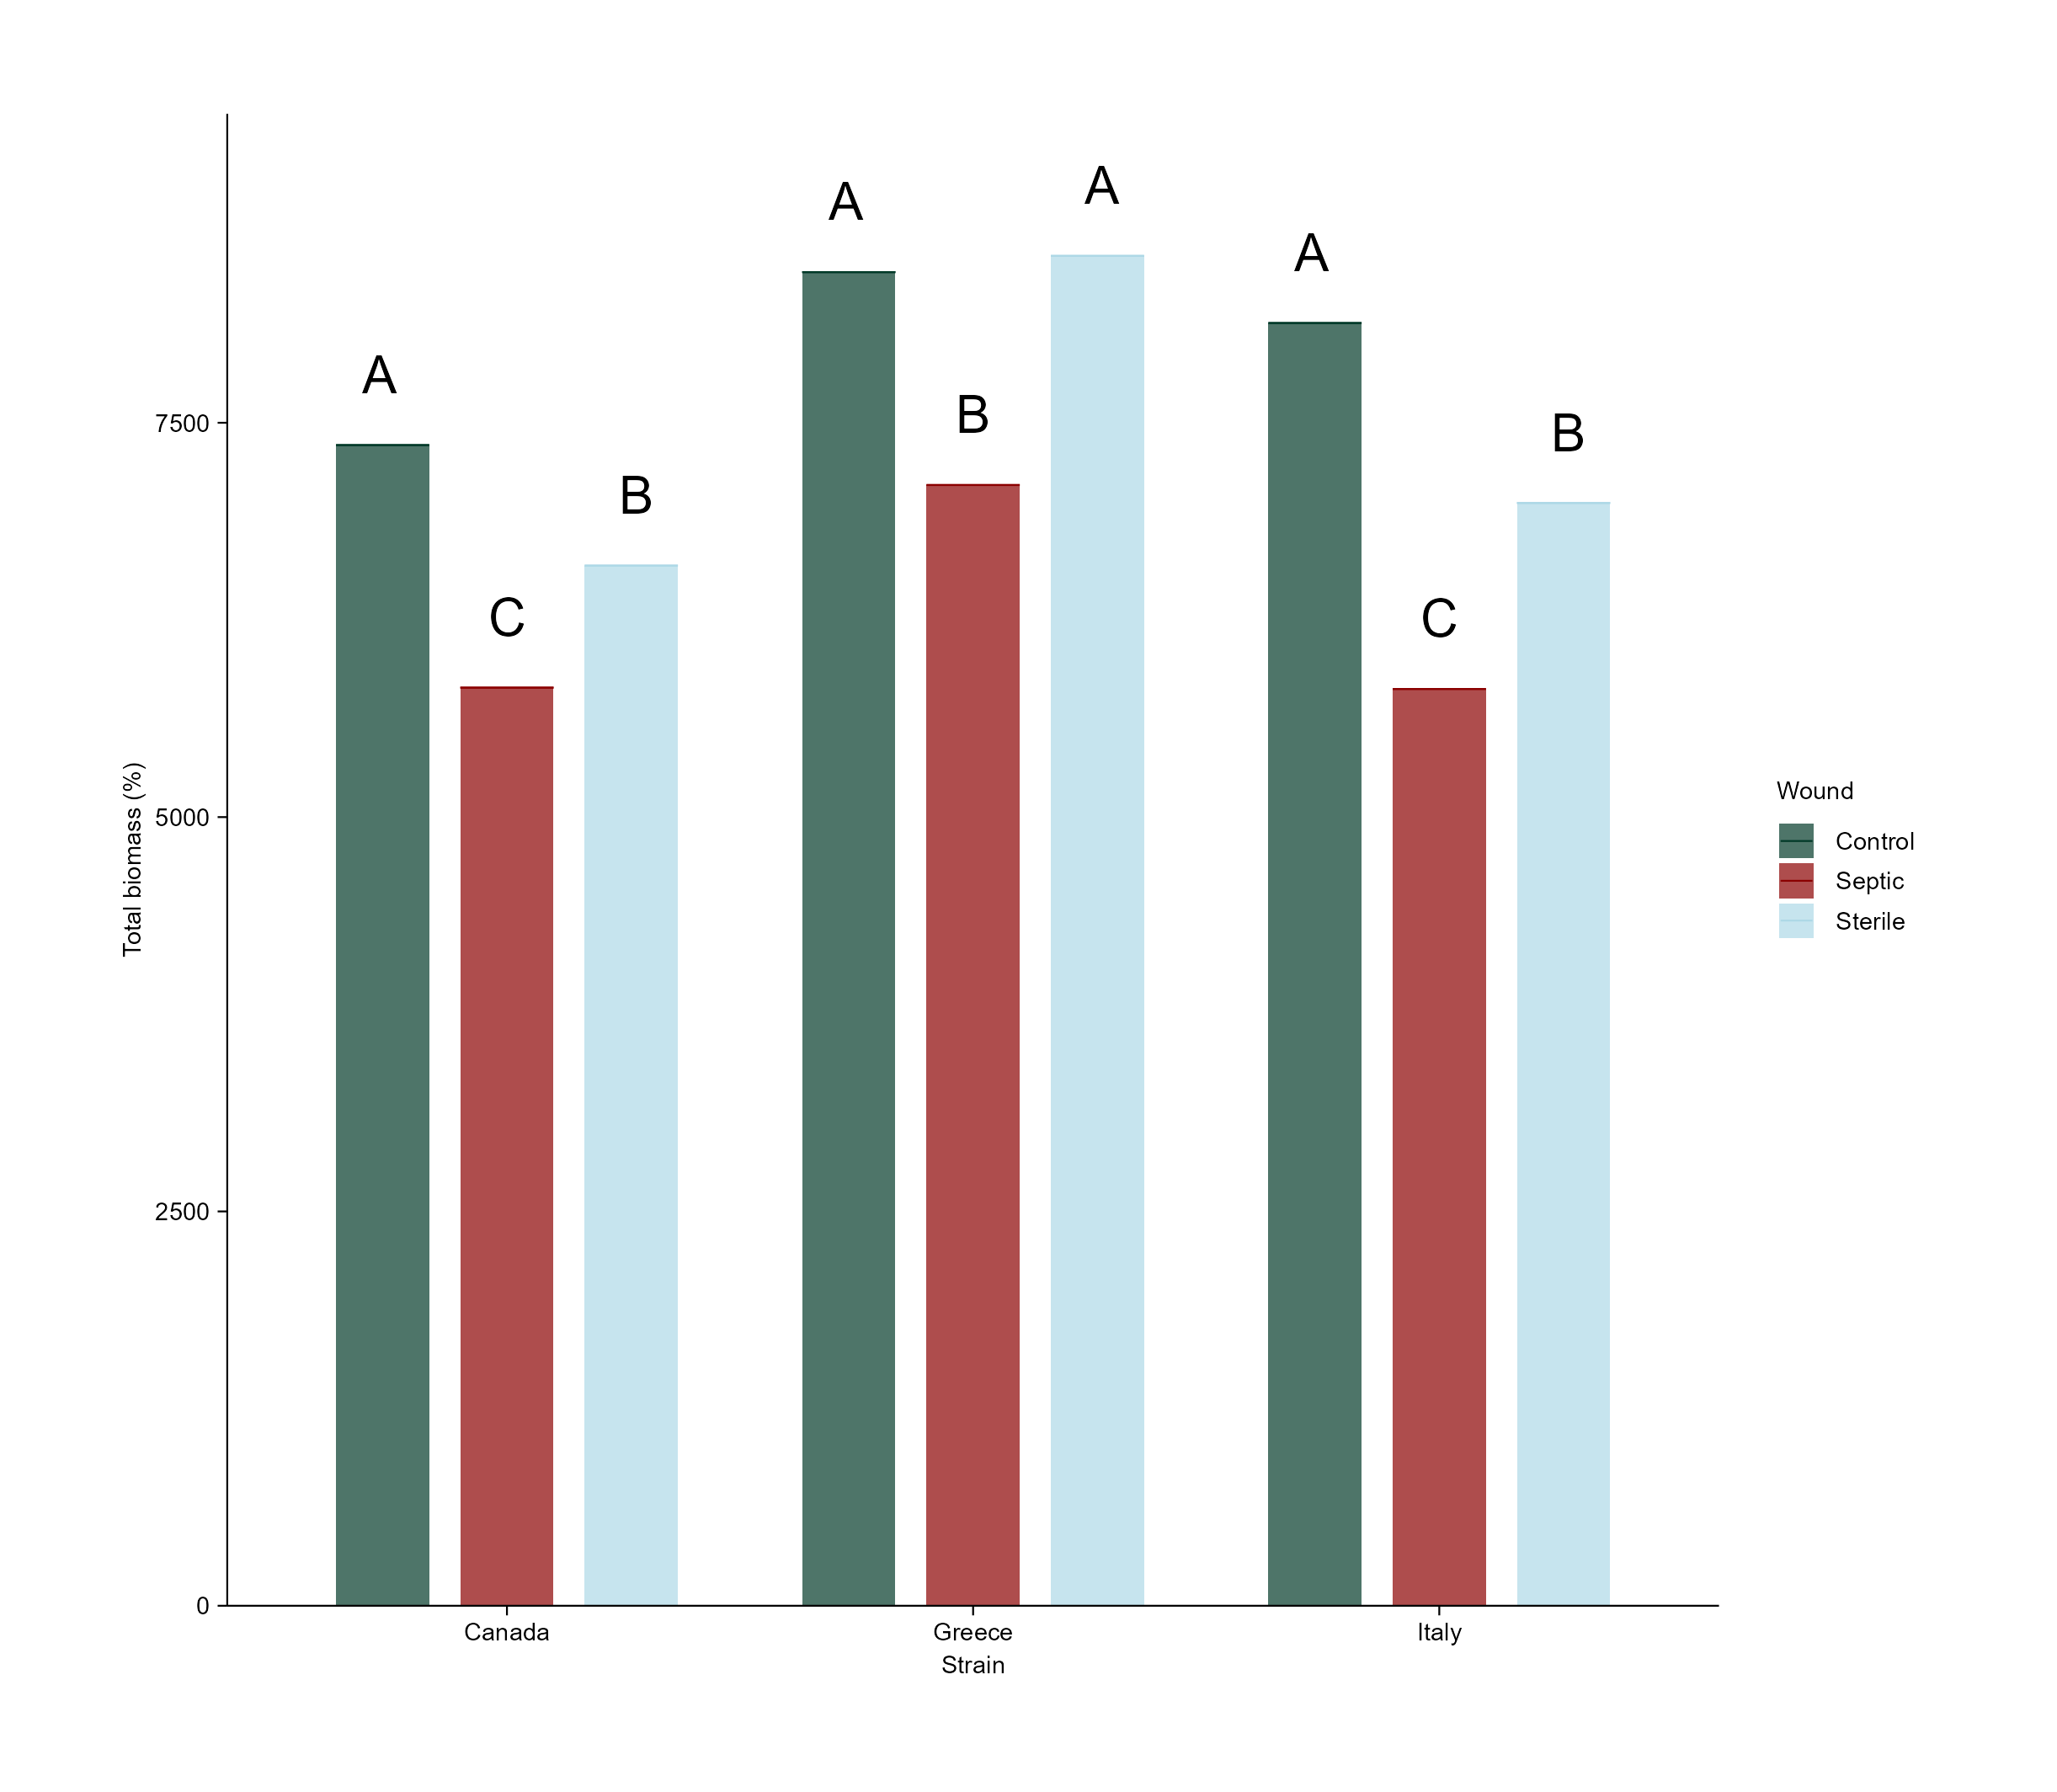 A
A
A
A
B
B
B
C
C
7500
5000
2500
0
Total biomass (%)
Canada
Greece
Italy
Strain
Wound
Control
Septic
Sterile